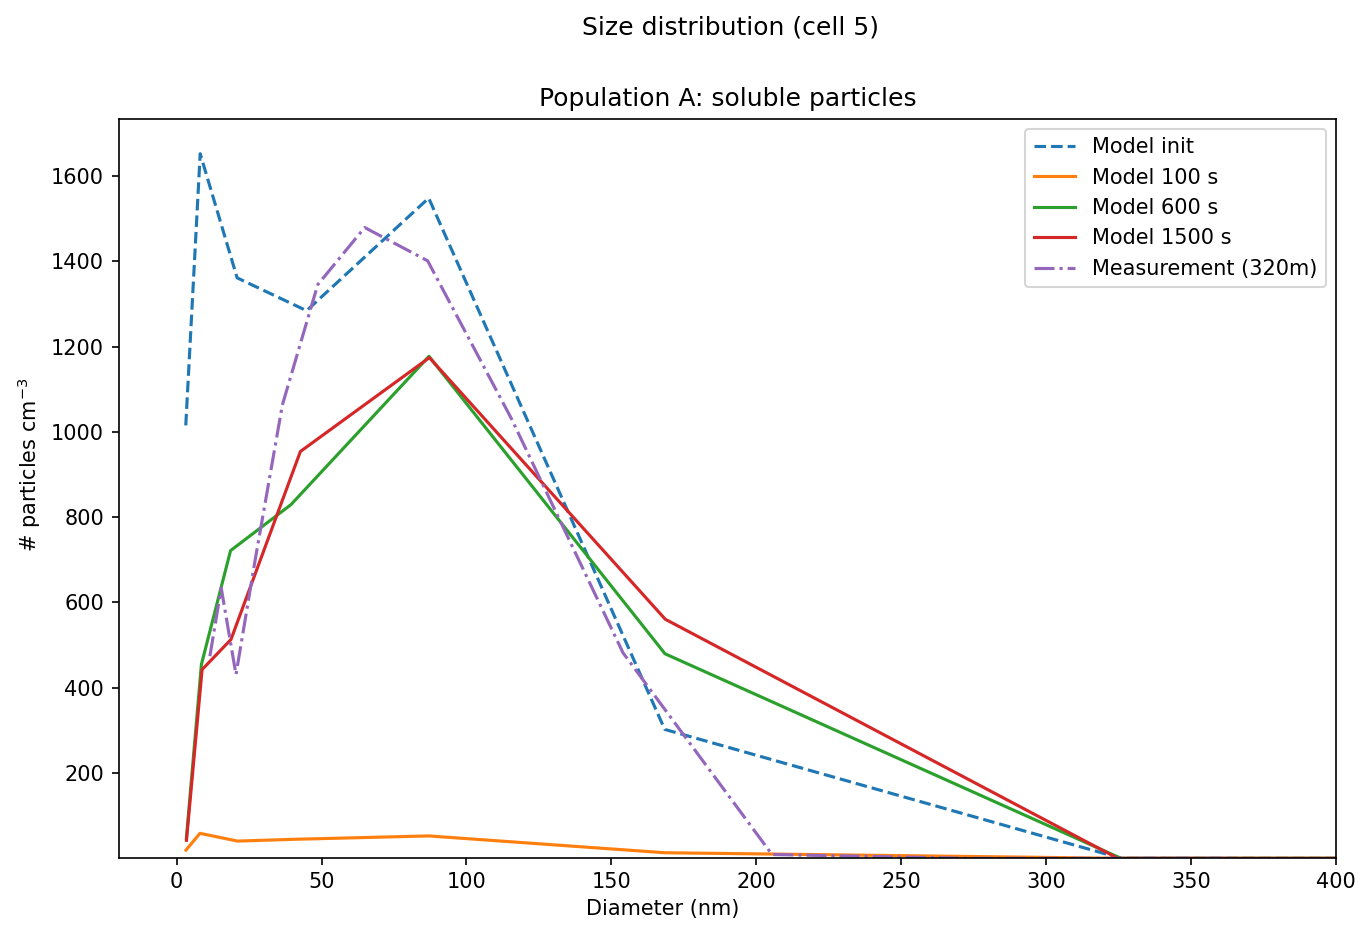 Size distribution (cell 5)
Population A: soluble particles
Model init
Model 100 s
Model 600 s
Model 1500 s
Measurement (320m)
1600
1400
1200
1000
800
600
400
200
# particles cm⁻³
0 50 100 150 200 250 300 350 400
Diameter (nm)